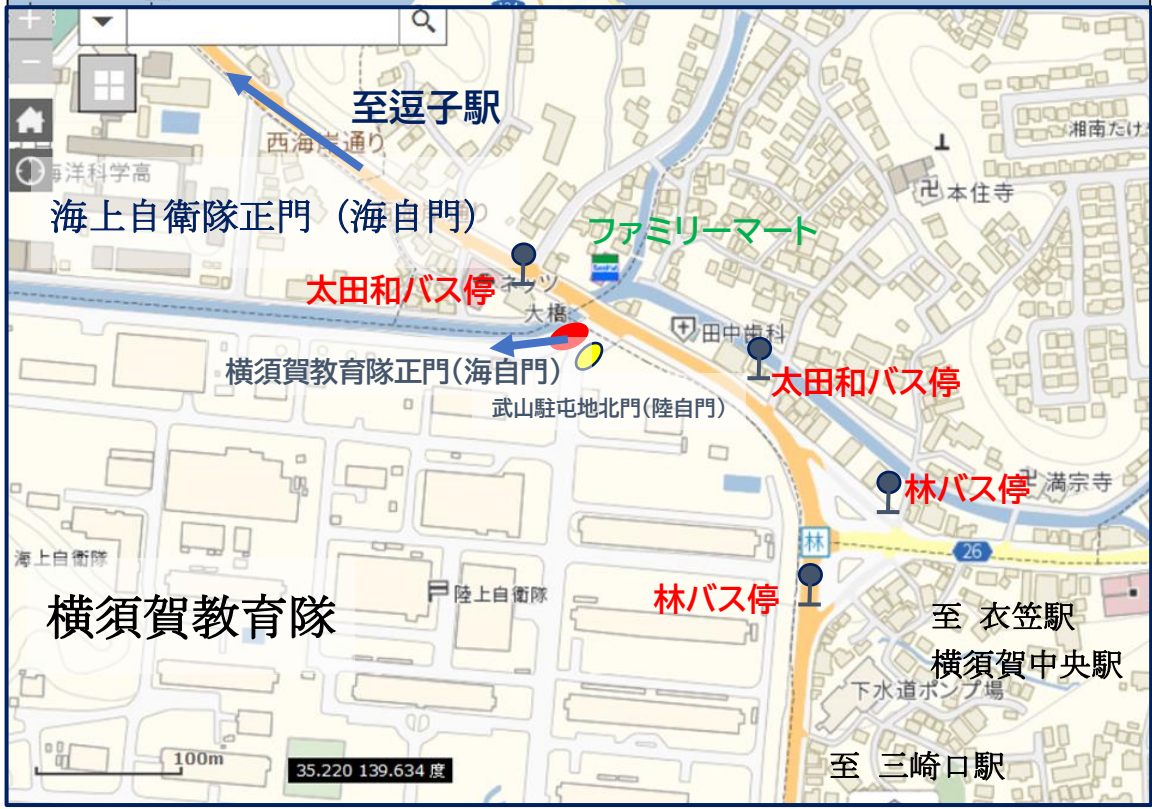 至逗子駅
西海岸通り
湘南たけ
海洋科学高
卍本住寺
海上自衛隊正門（海自門）
ファミリーマート
太田和バス停
大橋
田中歯科
横須賀教育隊正門(海自門)
太田和バス停
武山駐屯地北門(陸自門)
林バス停
卍満宗寺
林
26
海上自衛隊
陸上自衛隊
林バス停
横須賀教育隊
至 衣笠駅
横須賀中央駅
下水道ポンプ場
100m
35.220 139.634 度
至 三崎口駅